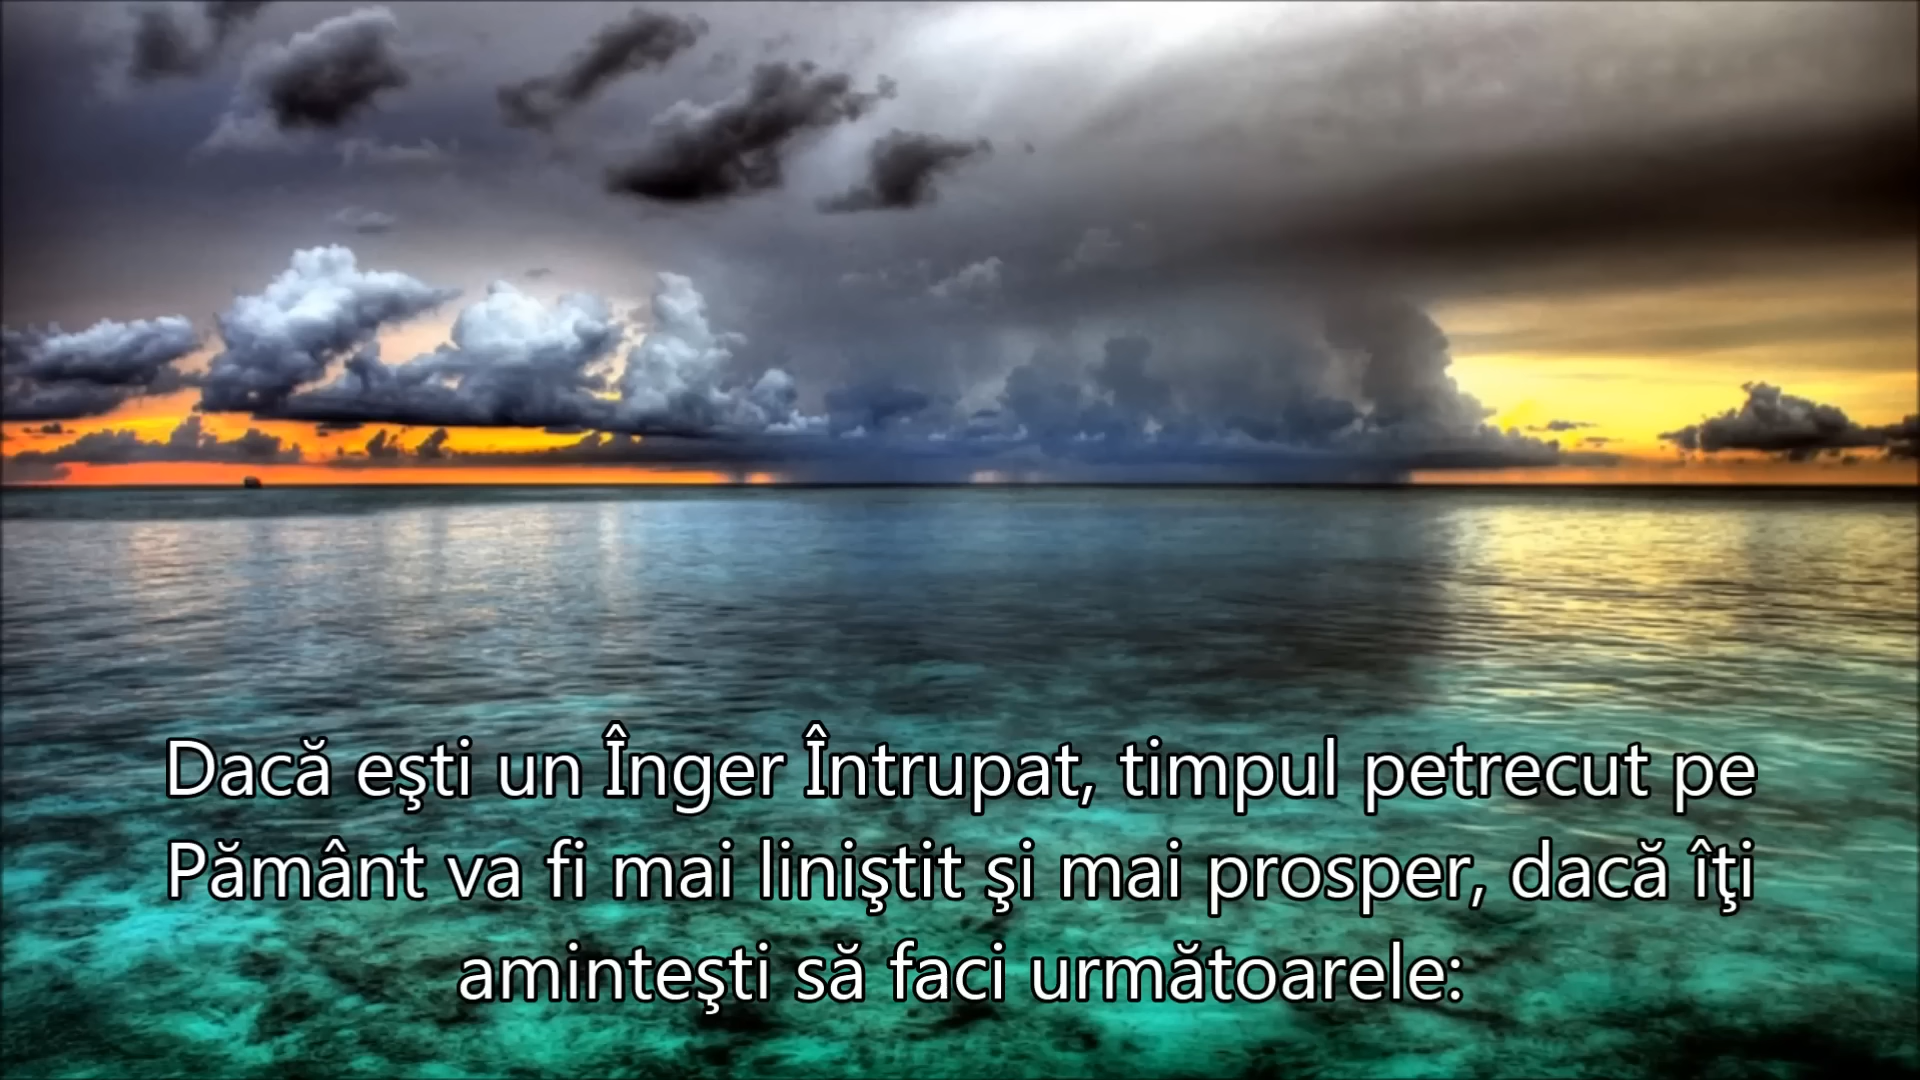 Dacă eşti un Înger Întrupat, timpul petrecut pe
Pământ va fi mai liniştit şi mai prosper, dacă îţi
aminteşti să faci următoarele: